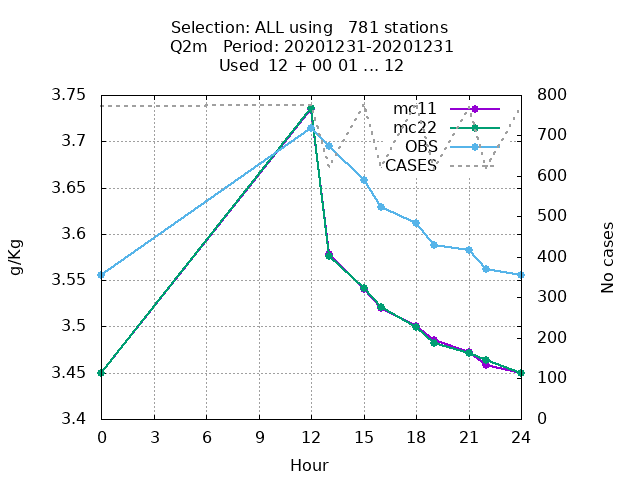 Selection: ALL using   781 stations
Q2m   Period: 20201231-20201231
Used  12 + 00 01 ... 12
3.75
3.7
3.65
3.6
3.55
3.5
3.45
3.4
800
700
600
500
400
300
200
100
0
mc11
mc22
OBS
CASES
g/Kg
No cases
0 3 6 9 12 15 18 21 24
Hour